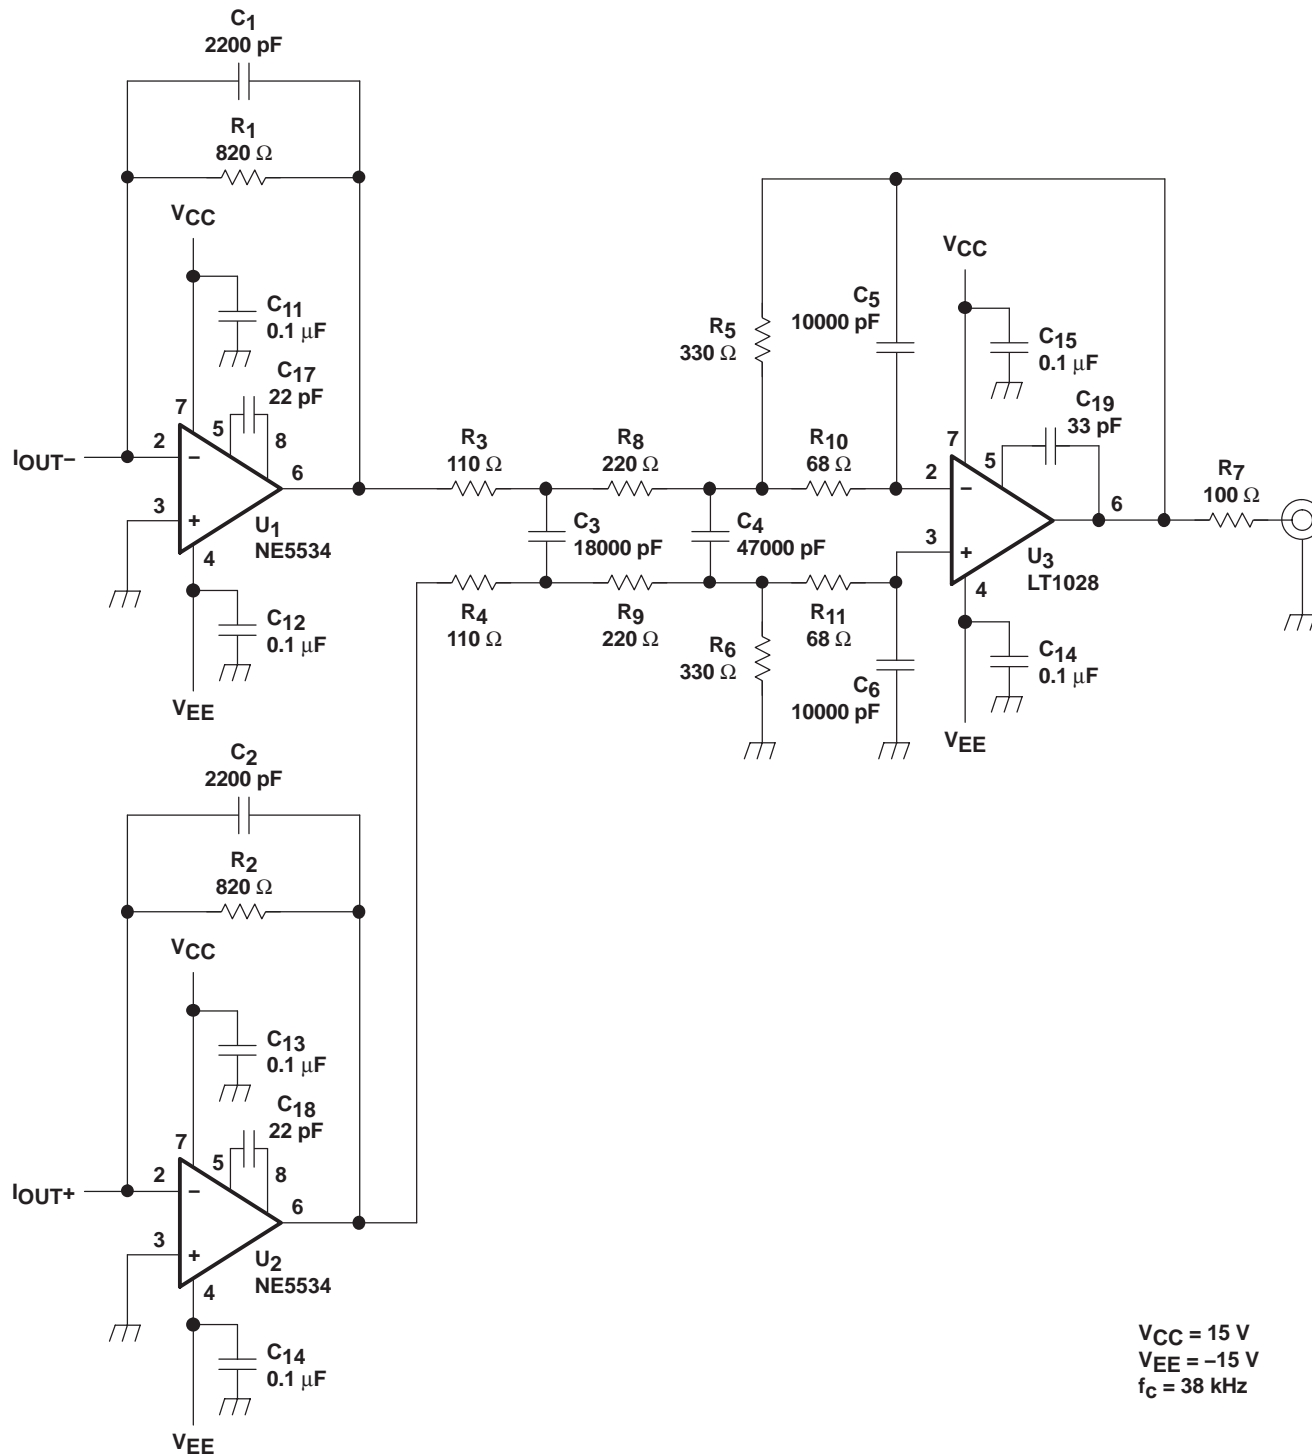 C1
2200 pF
R1
820 Ω
VCC
C11
0.1 μF
C17
22 pF
7
5
8
2
IOUT–
–
6
3
+
U1
NE5534
4
C12
0.1 μF
VEE
R3
110 Ω
R8
220 Ω
C3
18000 pF
C4
47000 pF
R4
110 Ω
R9
220 Ω
R5
330 Ω
C5
10000 pF
R10
68 Ω
R11
68 Ω
R6
330 Ω
C6
10000 pF
VCC
C15
0.1 μF
C19
33 pF
7
5
2
–
6
3
+
U3
LT1028
4
R7
100 Ω
C14
0.1 μF
VEE
C2
2200 pF
R2
820 Ω
VCC
C13
0.1 μF
C18
22 pF
7
5
8
2
IOUT+
–
6
3
+
U2
NE5534
4
C14
0.1 μF
VEE
VCC = 15 V
VEE = –15 V
fc = 38 kHz